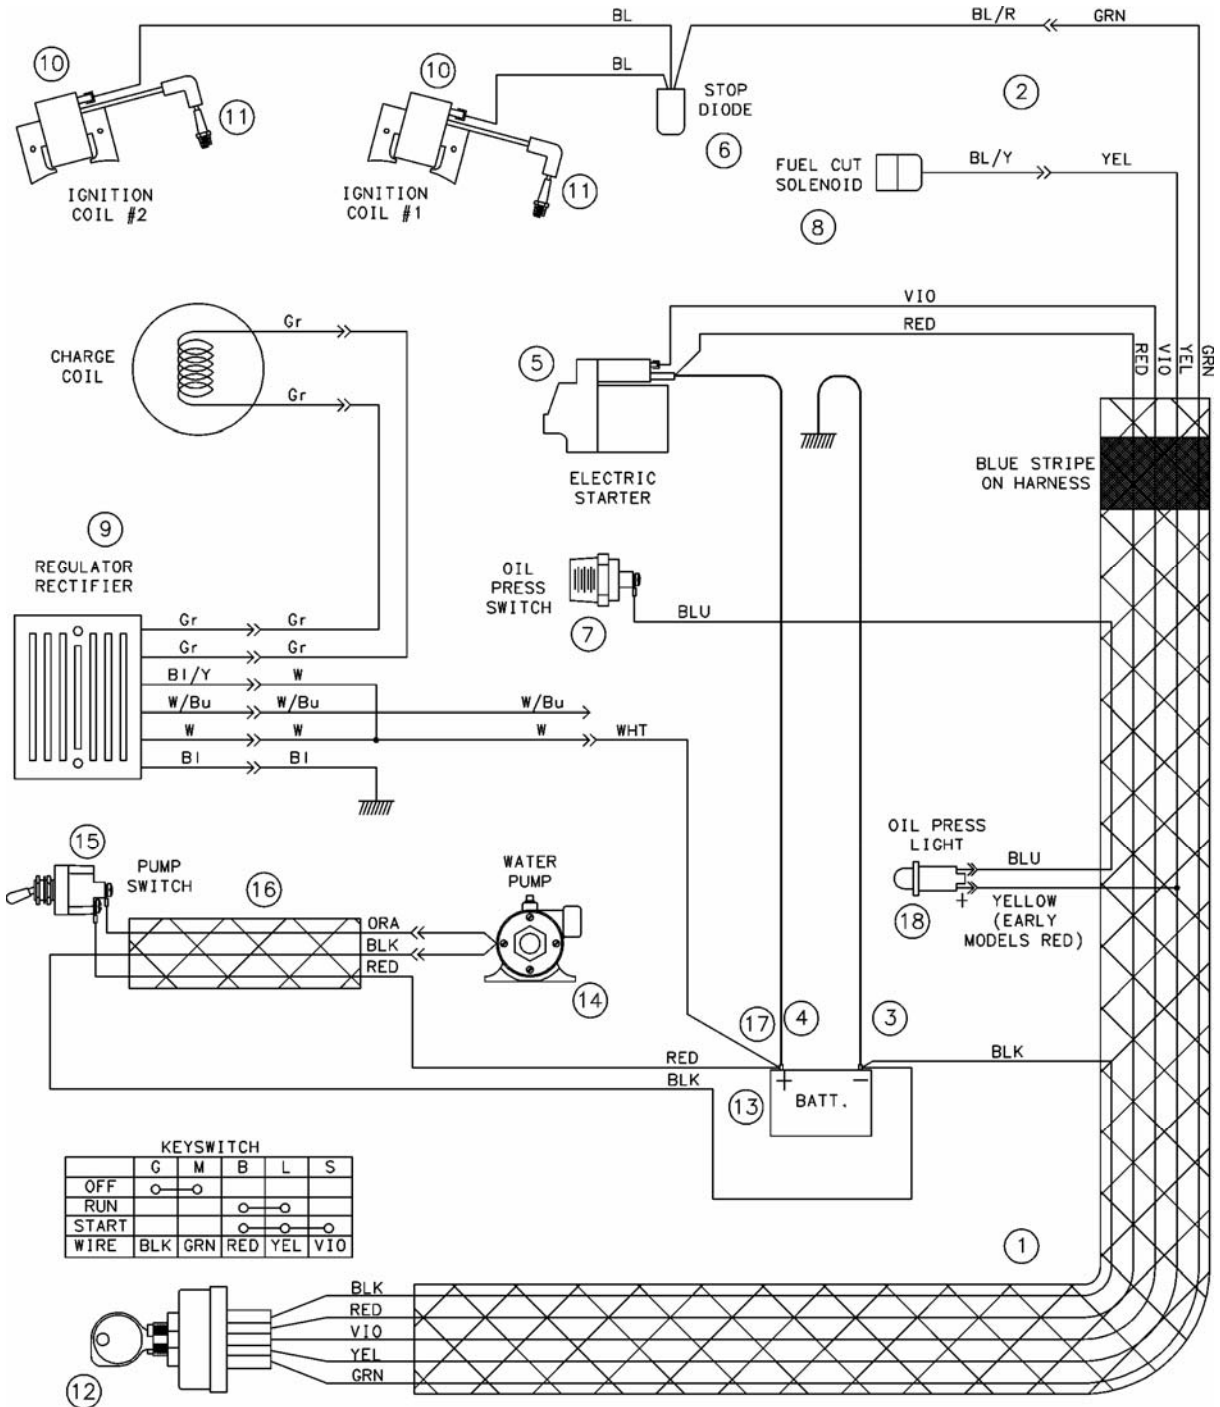 BL
BL/R
GRN
10
BL
10
STOP
DIODE
2
11
6
BL/Y
YEL
FUEL CUT
SOLENOID
11
IGNITION
COIL #2
IGNITION
COIL #1
8
VIO
RED
Gr
CHARGE
COIL
5
RED
VIO
YEL
GRN
Gr
BLUE STRIPE
ON HARNESS
ELECTRIC
STARTER
9
REGULATOR
RECTIFIER
OIL
PRESS
SWITCH
7
BLU
Gr
Gr
Gr
Gr
Bl/Y
W
W/Bu
W/Bu
W/Bu
W
W
W
WHT
Bl
Bl
OIL PRESS
LIGHT
BLU
15
PUMP
SWITCH
16
WATER
PUMP
+
YELLOW
(EARLY
MODELS RED)
18
ORA
BLK
RED
14
17
4
3
RED
BLK
BLK
+
−
BATT.
13
KEYSWITCH
G M B L S
OFF
RUN
START
WIRE BLK GRN RED YEL VIO
1
BLK
RED
VIO
YEL
GRN
12